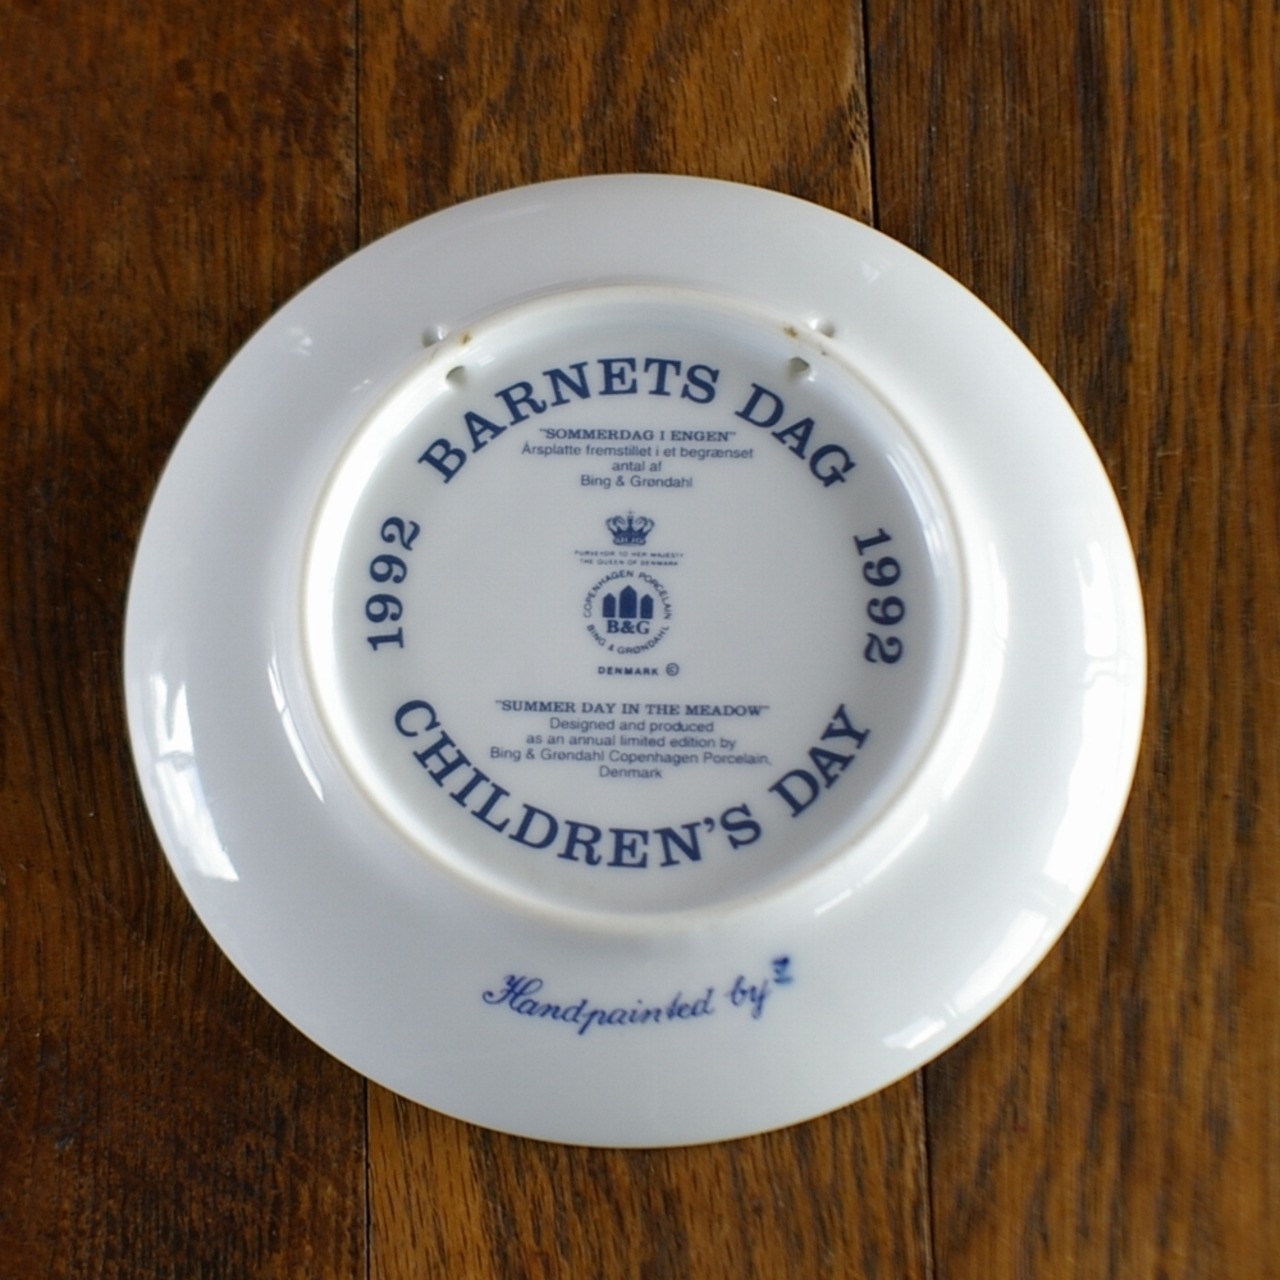 BARNETS DAG
"SOMMERDAG I ENGEN"
Årsplatte fremstillet i et begrænset
antal af
Bing & Grøndahl
1992
1992
PURVEYOR TO HER MAJESTY
THE QUEEN OF DENMARK
COPENHAGEN PORCELAIN
B&G
BING & GRØNDAHL
DENMARK ©
"SUMMER DAY IN THE MEADOW"
Designed and produced
as an annual limited edition by
Bing & Grøndahl Copenhagen Porcelain,
Denmark
CHILDREN'S DAY
Handpainted by